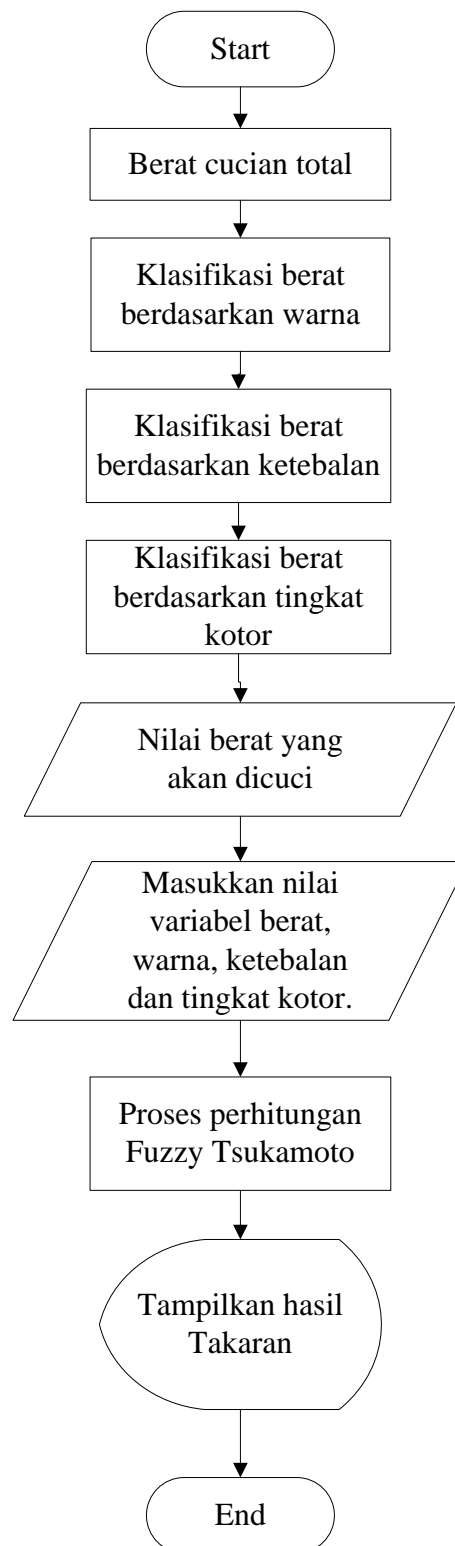 Start
Berat cucian total
Klasifikasi berat
berdasarkan warna
Klasifikasi berat
berdasarkan ketebalan
Klasifikasi berat
berdasarkan tingkat
kotor
Nilai berat yang
akan dicuci
Masukkan nilai
variabel berat,
warna, ketebalan
dan tingkat kotor.
Proses perhitungan
Fuzzy Tsukamoto
Tampilkan hasil
Takaran
End